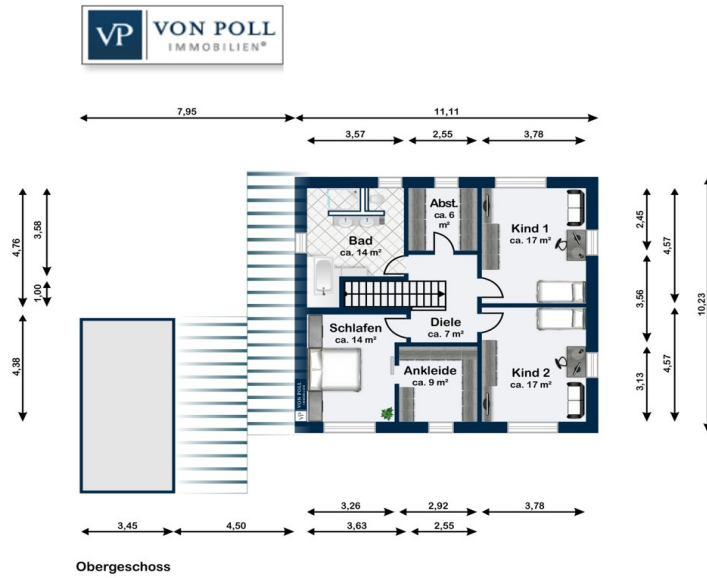 VP VON POLL
IMMOBILIEN®
7,95
11,11
3,57
2,55
3,78
4,76
3,58
1,00
4,38
Bad
ca. 14 m²
Abst.
ca. 6
m²
Kind 1
ca. 17 m²
Schlafen
ca. 14 m²
Diele
ca. 7 m²
Ankleide
ca. 9 m²
Kind 2
ca. 17 m²
2,45
3,56
3,13
4,57
4,57
10,23
VP VON POLL
IMMOBILIEN
3,26
2,92
3,78
3,45
4,50
3,63
2,55
Obergeschoss